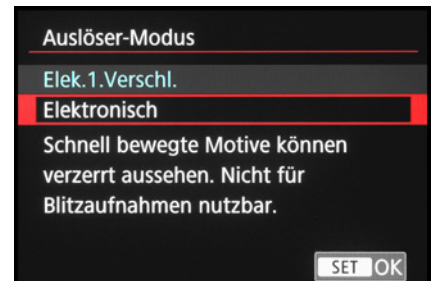 Auslöser-Modus
Elek.1.Verschl.
Elektronisch
Schnell bewegte Motive können
verzerrt aussehen. Nicht für
Blitzaufnahmen nutzbar.
SET OK